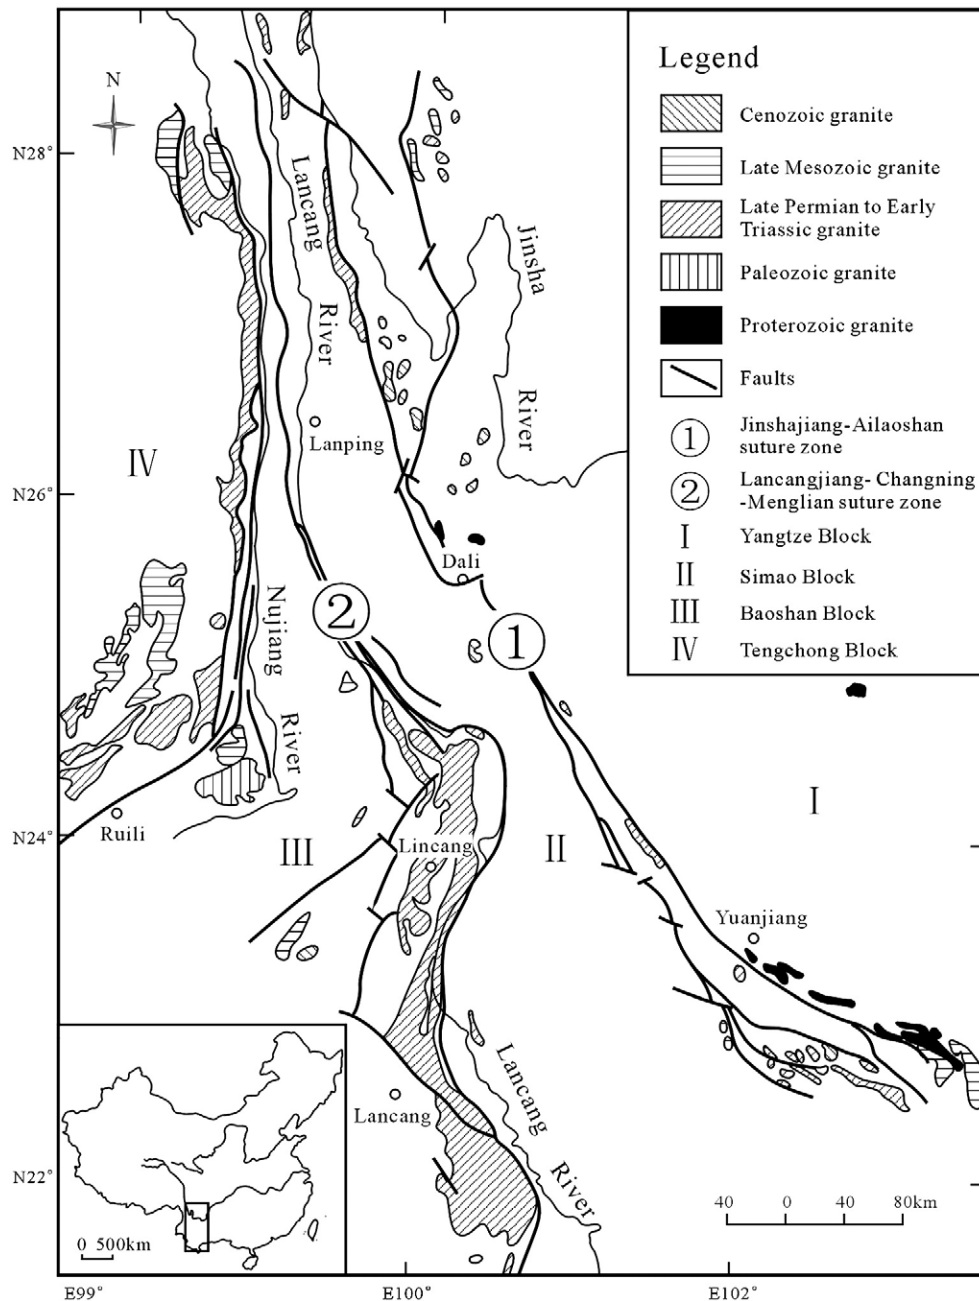 Legend
Cenozoic granite
Late Mesozoic granite
Late Permian to Early
Triassic granite
Paleozoic granite
Proterozoic granite
Faults
1
Jinshajiang-Ailaoshan
suture zone
2
Lancangjiang- Changning
-Menglian suture zone
I
Yangtze Block
II
Simao Block
III
Baoshan Block
IV
Tengchong Block
N
N28°
N26°
N24°
N22°
E99°
E100°
E102°
Lancang
River
Jinsha
River
Lanping
IV
Dali
2
1
Nujiang
River
Ruili
III
Lincang
II
I
Yuanjiang
Lancang
Lancang
River
40 0 40 80km
0 500km